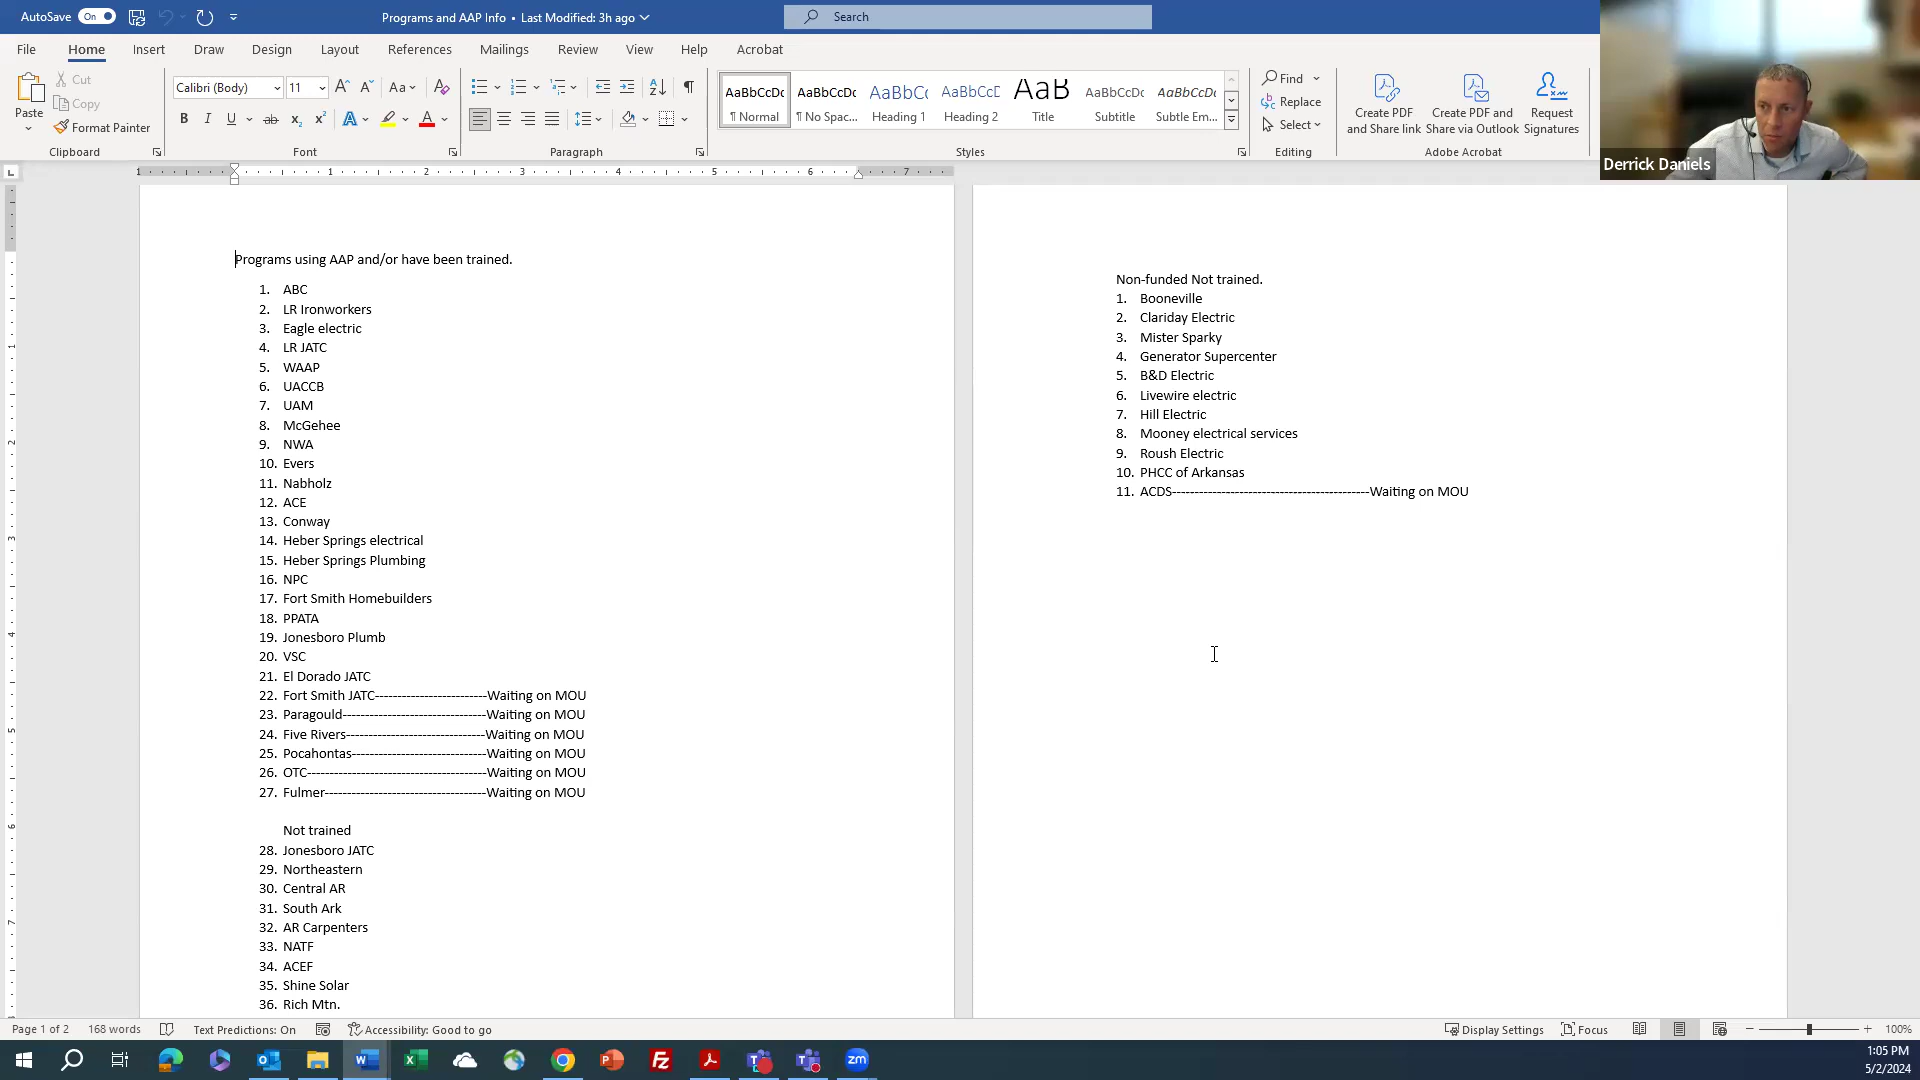 AutoSave On
Programs and AAP Info • Last Modified: 3h ago
Search
File Home Insert Draw Design Layout References Mailings Review View Help Acrobat
Paste
Cut
Copy
Format Painter
Clipboard
Calibri (Body) 11
Font
Paragraph
AaBbCcDc ¶ Normal
AaBbCcDc ¶ No Spac...
AaBbCc Heading 1
AaBbCcD Heading 2
AaB Title
AaBbCcDc Subtitle
AaBbCcDc Subtle Em...
Styles
Find
Replace
Select
Editing
Create PDF and Share link
Create PDF and Share via Outlook
Request Signatures
Adobe Acrobat
Derrick Daniels
Programs using AAP and/or have been trained.
1. ABC
2. LR Ironworkers
3. Eagle electric
4. LR JATC
5. WAAP
6. UACCB
7. UAM
8. McGehee
9. NWA
10. Evers
11. Nabholz
12. ACE
13. Conway
14. Heber Springs electrical
15. Heber Springs Plumbing
16. NPC
17. Fort Smith Homebuilders
18. PPATA
19. Jonesboro Plumb
20. VSC
21. El Dorado JATC
22. Fort Smith JATC-------------------------Waiting on MOU
23. Paragould--------------------------------Waiting on MOU
24. Five Rivers-------------------------------Waiting on MOU
25. Pocahontas------------------------------Waiting on MOU
26. OTC----------------------------------------Waiting on MOU
27. Fulmer------------------------------------Waiting on MOU
Not trained
28. Jonesboro JATC
29. Northeastern
30. Central AR
31. South Ark
32. AR Carpenters
33. NATF
34. ACEF
35. Shine Solar
36. Rich Mtn.
Non-funded Not trained.
1. Booneville
2. Clariday Electric
3. Mister Sparky
4. Generator Supercenter
5. B&D Electric
6. Livewire electric
7. Hill Electric
8. Mooney electrical services
9. Roush Electric
10. PHCC of Arkansas
11. ACDS--------------------------------------------Waiting on MOU
Page 1 of 2 168 words Text Predictions: On Accessibility: Good to go
Display Settings Focus 100%
1:05 PM
5/2/2024